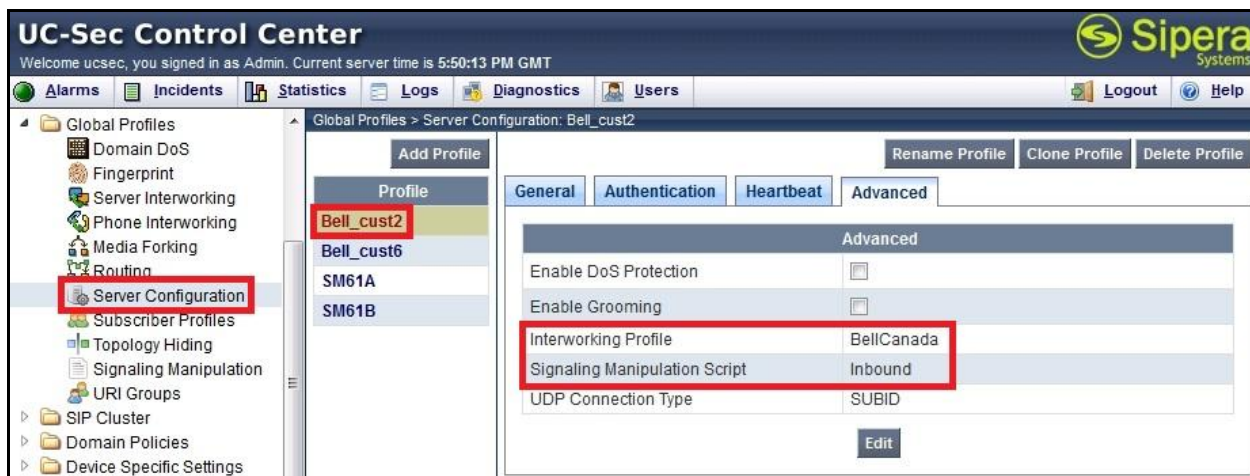 UC-Sec Control Center
Sipera
Systems
Welcome ucsec, you signed in as Admin. Current server time is 5:50:13 PM GMT
Alarms Incidents Statistics Logs Diagnostics Users Logout Help
Global Profiles
Domain DoS
Fingerprint
Server Interworking
Phone Interworking
Media Forking
Routing
Server Configuration
Subscriber Profiles
Topology Hiding
Signaling Manipulation
URI Groups
SIP Cluster
Domain Policies
Device Specific Settings
Global Profiles > Server Configuration: Bell_cust2
Add Profile
Profile
Bell_cust2
Bell_cust6
SM61A
SM61B
Rename Profile Clone Profile Delete Profile
General Authentication Heartbeat Advanced
Advanced
Enable DoS Protection
Enable Grooming
Interworking Profile BellCanada
Signaling Manipulation Script Inbound
UDP Connection Type SUBID
Edit